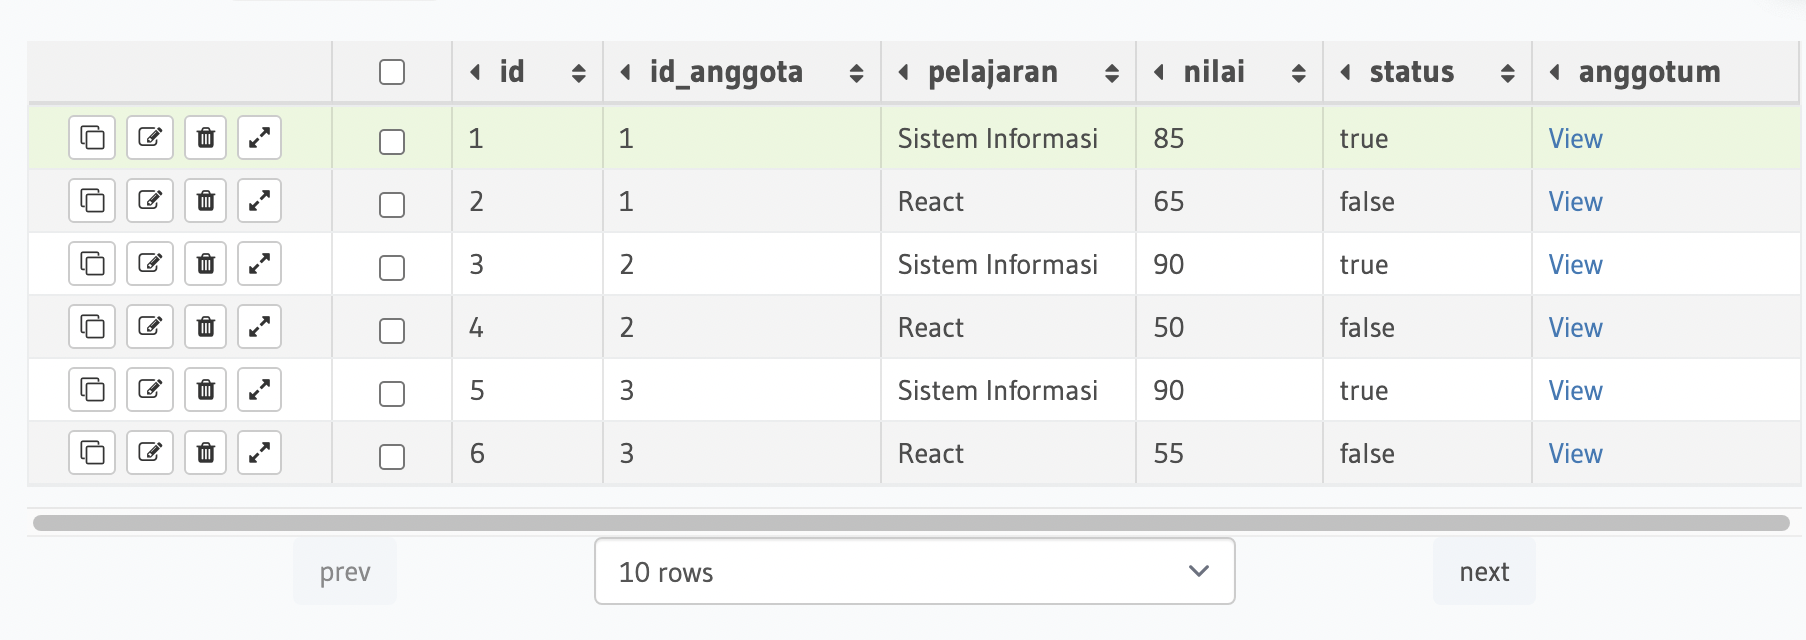 id id_anggota pelajaran nilai status anggotum
1 1 Sistem Informasi 85 true View
2 1 React 65 false View
3 2 Sistem Informasi 90 true View
4 2 React 50 false View
5 3 Sistem Informasi 90 true View
6 3 React 55 false View
prev 10 rows next